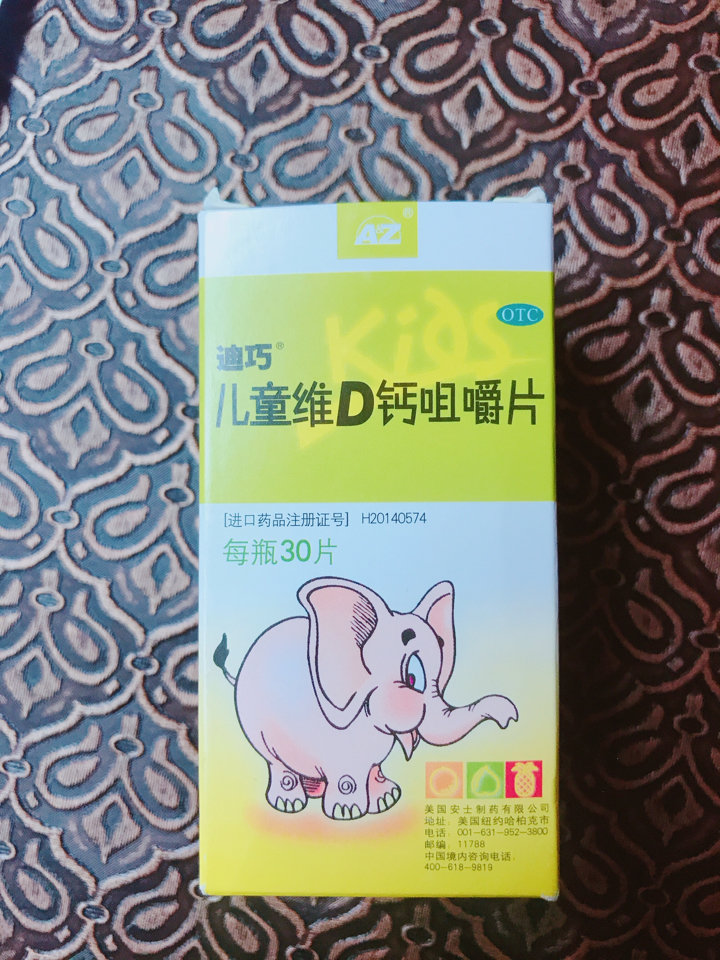 AZ®
Kids
OTC
迪巧®
儿童维D钙咀嚼片
[进口药品注册证号] H20140574
每瓶30片
美国安士制药有限公司
地址：美国纽约哈柏克市
电话：001-631-952-3800
邮编：11788
中国境内咨询电话：
400-618-9819